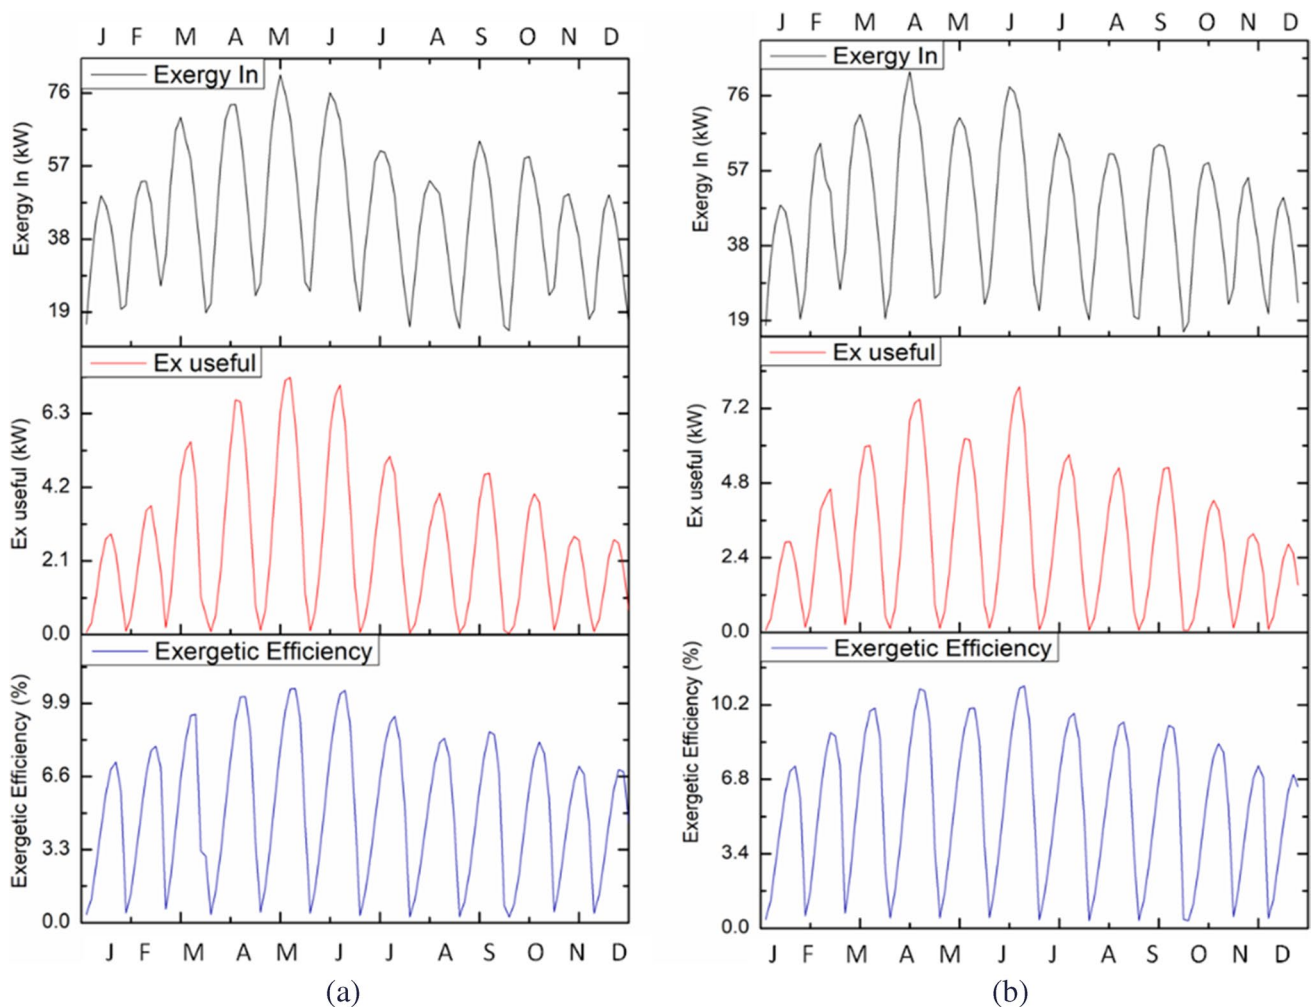 J F M A M J J A S O N D
Exergy In
76
57
38
19
Exergy In (kW)
Ex useful
6.3
4.2
2.1
0.0
Ex useful (kW)
Exergetic Efficiency
9.9
6.6
3.3
0.0
Exergetic Efficiency (%)
J F M A M J J A S O N D
(a)
J F M A M J J A S O N D
Exergy In
76
57
38
19
Exergy In (kW)
Ex useful
7.2
4.8
2.4
0.0
Ex useful (kW)
Exergetic Efficiency
10.2
6.8
3.4
0.0
Exergetic Efficiency (%)
J F M A M J J A S O N D
(b)